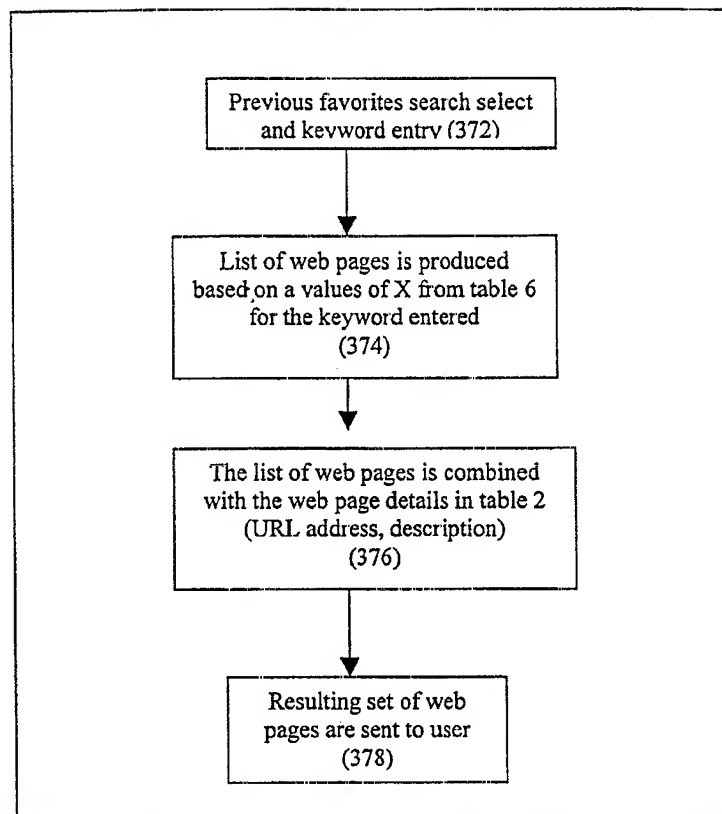 Previous favorites search select
and keyword entry (372)
List of web pages is produced
based on a values of X from table 6
for the keyword entered
(374)
The list of web pages is combined
with the web page details in table 2
(URL address, description)
(376)
Resulting set of web
pages are sent to user
(378)